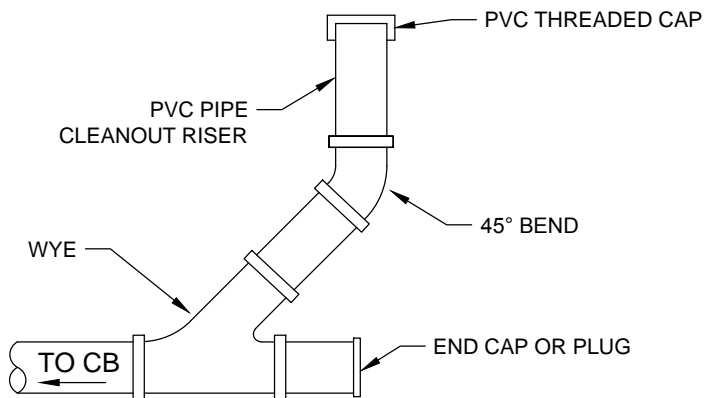 PVC THREADED CAP
PVC PIPE
CLEANOUT RISER
45° BEND
WYE
END CAP OR PLUG
TO CB